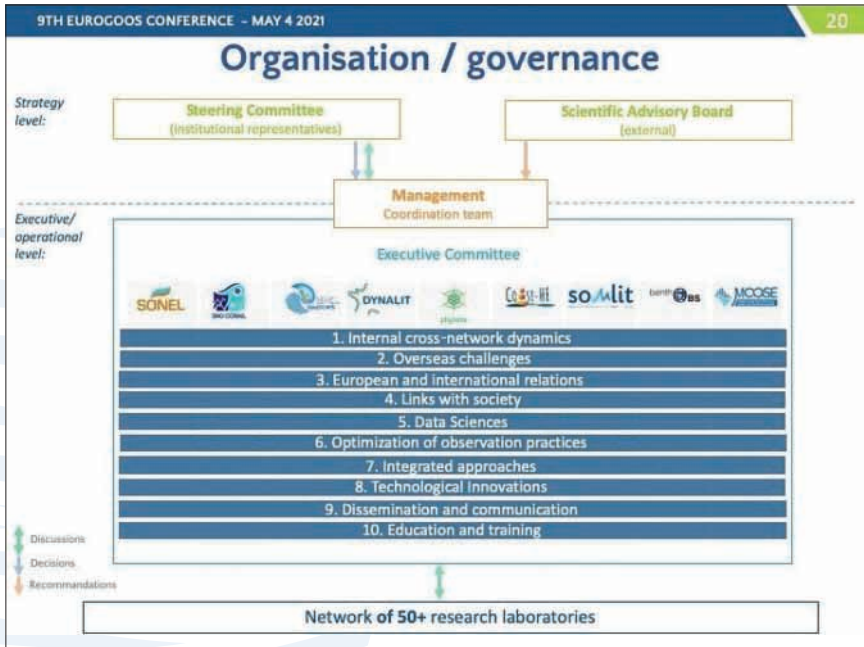 9TH EUROGOOS CONFERENCE – MAY 4 2021
20
Organisation / governance
Strategy
level:
Steering Committee
(institutional representatives)
Scientific Advisory Board
(external)
Management
Coordination team
Executive/
operational
level:
Executive Committee
SONEL
SNO CORAIL
DYNALIT
phytobs
COAST-HF
SOMLIT
benthOBS
MOOSE
1. Internal cross-network dynamics
2. Overseas challenges
3. European and international relations
4. Links with society
5. Data Sciences
6. Optimization of observation practices
7. Integrated approaches
8. Technological Innovations
9. Dissemination and communication
10. Education and training
Discussions
Decisions
Recommandations
Network of 50+ research laboratories